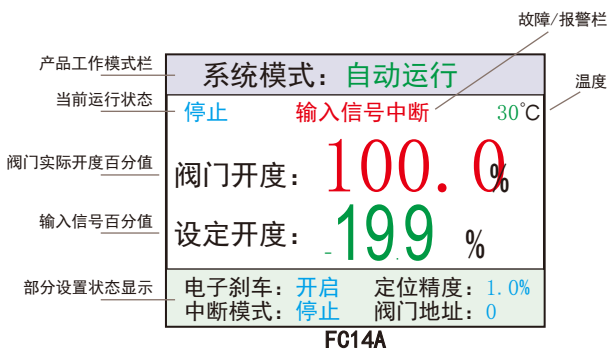 故障/报警栏
产品工作模式栏
系统模式：自动运行
温度
当前运行状态
停止 输入信号中断 30°C
阀门实际开度百分值
阀门开度：100.0%
输入信号百分值
设定开度：-19.9 %
部分设置状态显示
电子刹车：开启 定位精度：1.0%
中断模式：停止 阀门地址：0
FC14A